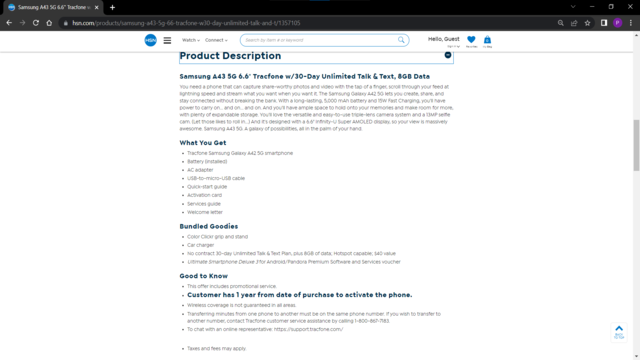 Samsung A43 5G 6.6" Tracfone w
hsn.com/products/samsung-a43-5g-66-tracfone-w30-day-unlimited-talk-and-t/1357105
P
HSN
Watch
Connect
Search by item # or keyword
Hello, Guest
Product Description
Samsung A43 5G 6.6" Tracfone w/30-Day Unlimited Talk & Text, 8GB Data
You need a phone that can capture share-worthy photos and video with the tap of a finger, scroll through your feed at
lightning speed and stream what you want when you want it. The Samsung Galaxy A42 5G lets you create, share, and
stay connected without breaking the bank. With a long-lasting, 5,000 mAh battery and 15W Fast Charging, you'll have
power to carry on... and on... and on. And you'll have ample space to hold onto your memories and make room for more,
with plenty of expandable storage. You'll love the versatile and easy-to-use triple-lens camera system and a 13MP selfie
cam. (Get those likes to roll in...) And it's designed with a 6.6" Infinity-U Super AMOLED display, so your view is massively
awesome. Samsung A43 5G. A galaxy of possibilities, all in the palm of your hand.
What You Get
Tracfone Samsung Galaxy A42 5G smartphone
Battery (installed)
AC adapter
USB-to-micro-USB cable
Quick-start guide
Activation card
Services guide
Welcome letter
Bundled Goodies
Color Clickr grip and stand
Car charger
No contract 30-day Unlimited Talk & Text Plan, plus 8GB of data; Hotspot capable; $40 value
Ultimate Smartphone Deluxe 3 for Android/Pandora Premium Software and Services voucher
Good to Know
This offer includes promotional service.
Customer has 1 year from date of purchase to activate the phone.
Wireless coverage is not guaranteed in all areas.
Transferring minutes from one phone to another must be on the same phone number. If you wish to transfer to
another number, contact Tracfone customer service assistance by calling 1-800-867-7183.
To chat with an online representative: https://support.tracfone.com/
Taxes and fees may apply.
BACK
TO TOP